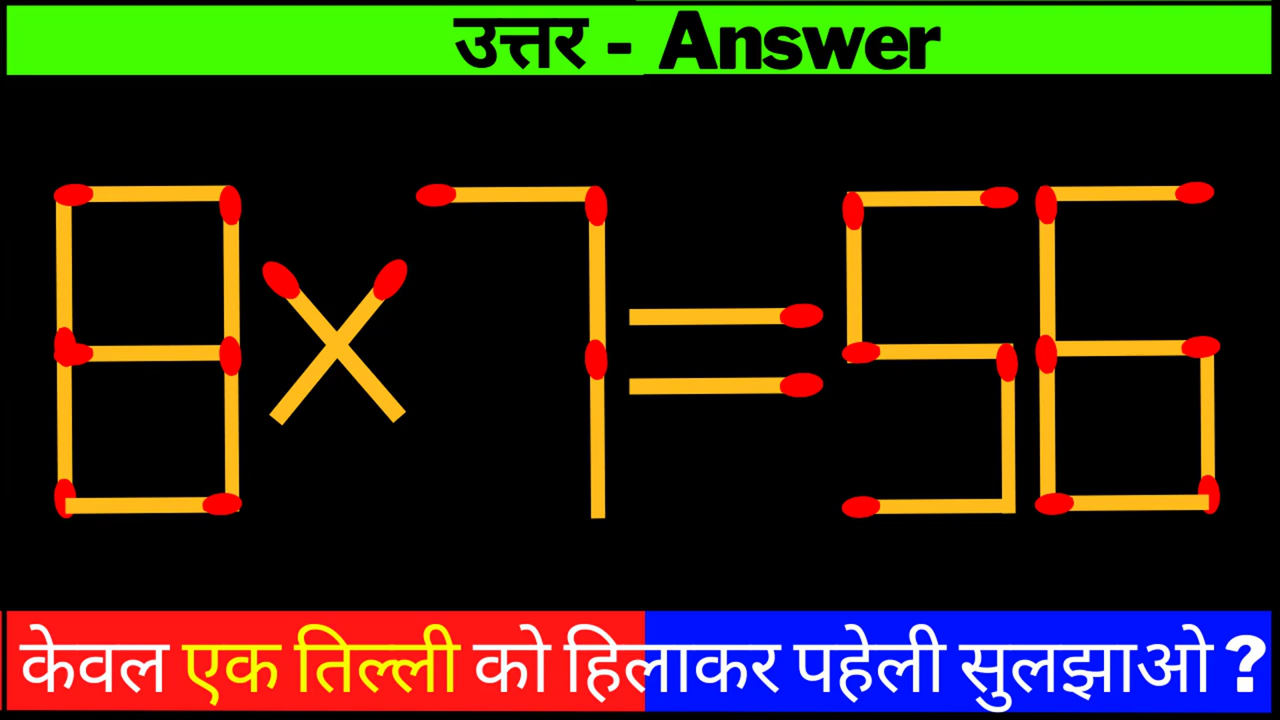 उत्तर - Answer
8×7=56
केवल एक तिल्ली को हिलाकर पहेली सुलझाओ ?